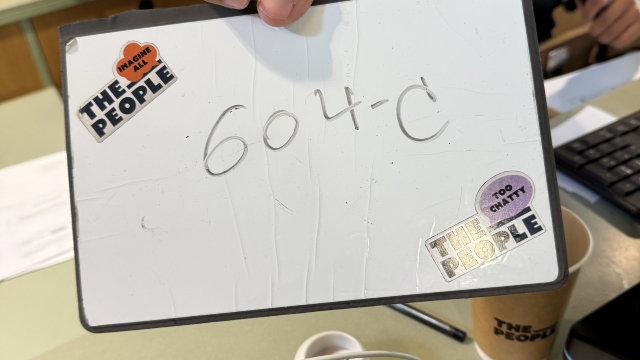 IMAGINE
ALL
THE
PEOPLE
604-C
TOO
CHATTY
THE
PEOPLE
THE
PEOPLE